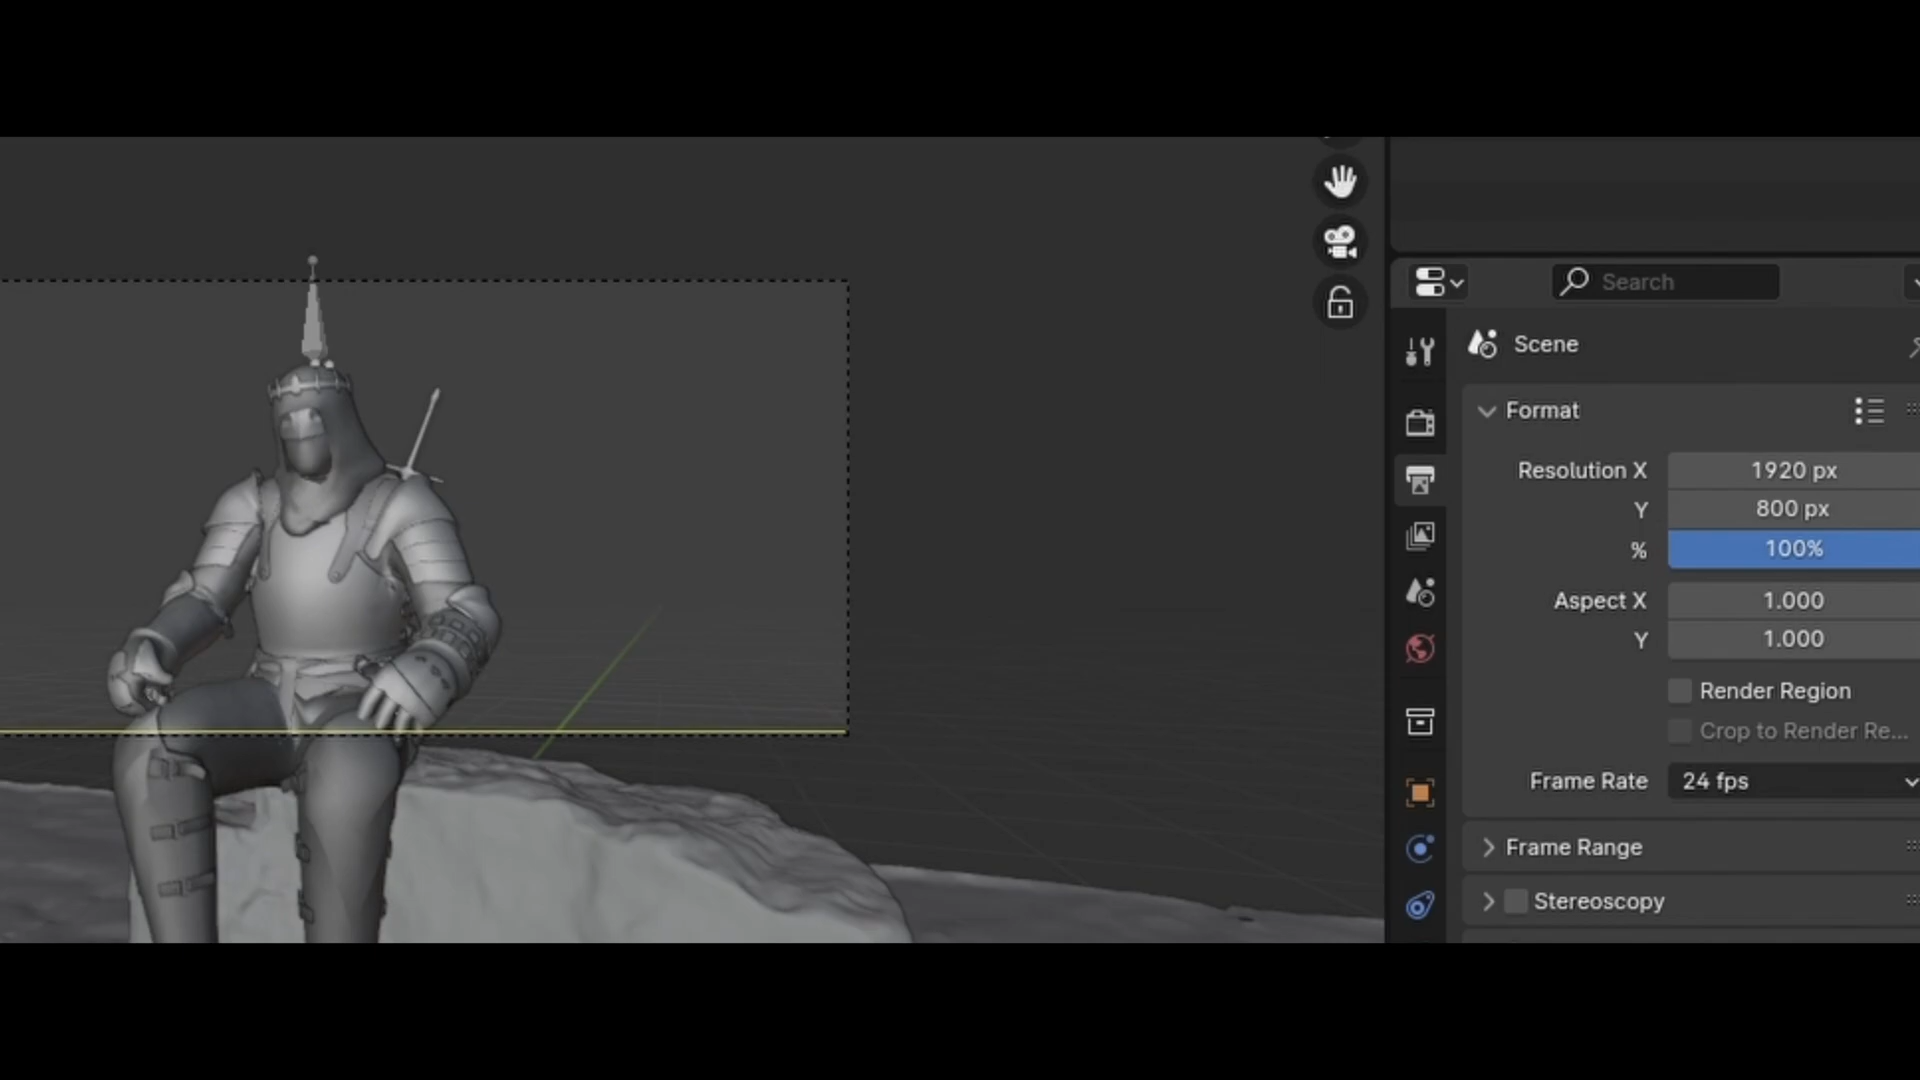 Search
Scene
Format
Resolution X 1920 px
Y 800 px
% 100%
Aspect X 1.000
Y 1.000
Render Region
Crop to Render Re...
Frame Rate 24 fps
Frame Range
Stereoscopy